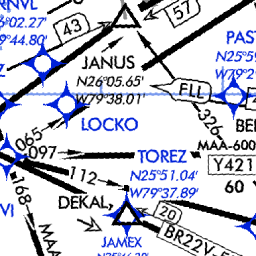 RNVL
°02.27'
9°44.80'
43
57
JANUS
N26°05.65'
W79°38.01'
LOCKO
PAST
N25°5
W79°2
FLL
326
BE
MAA-600
Y421
60
065
097
112
TOREZ
N25°51.04'
W79°37.89'
DEKAL
168
MAA
VI
20
BR22V
JAMEX